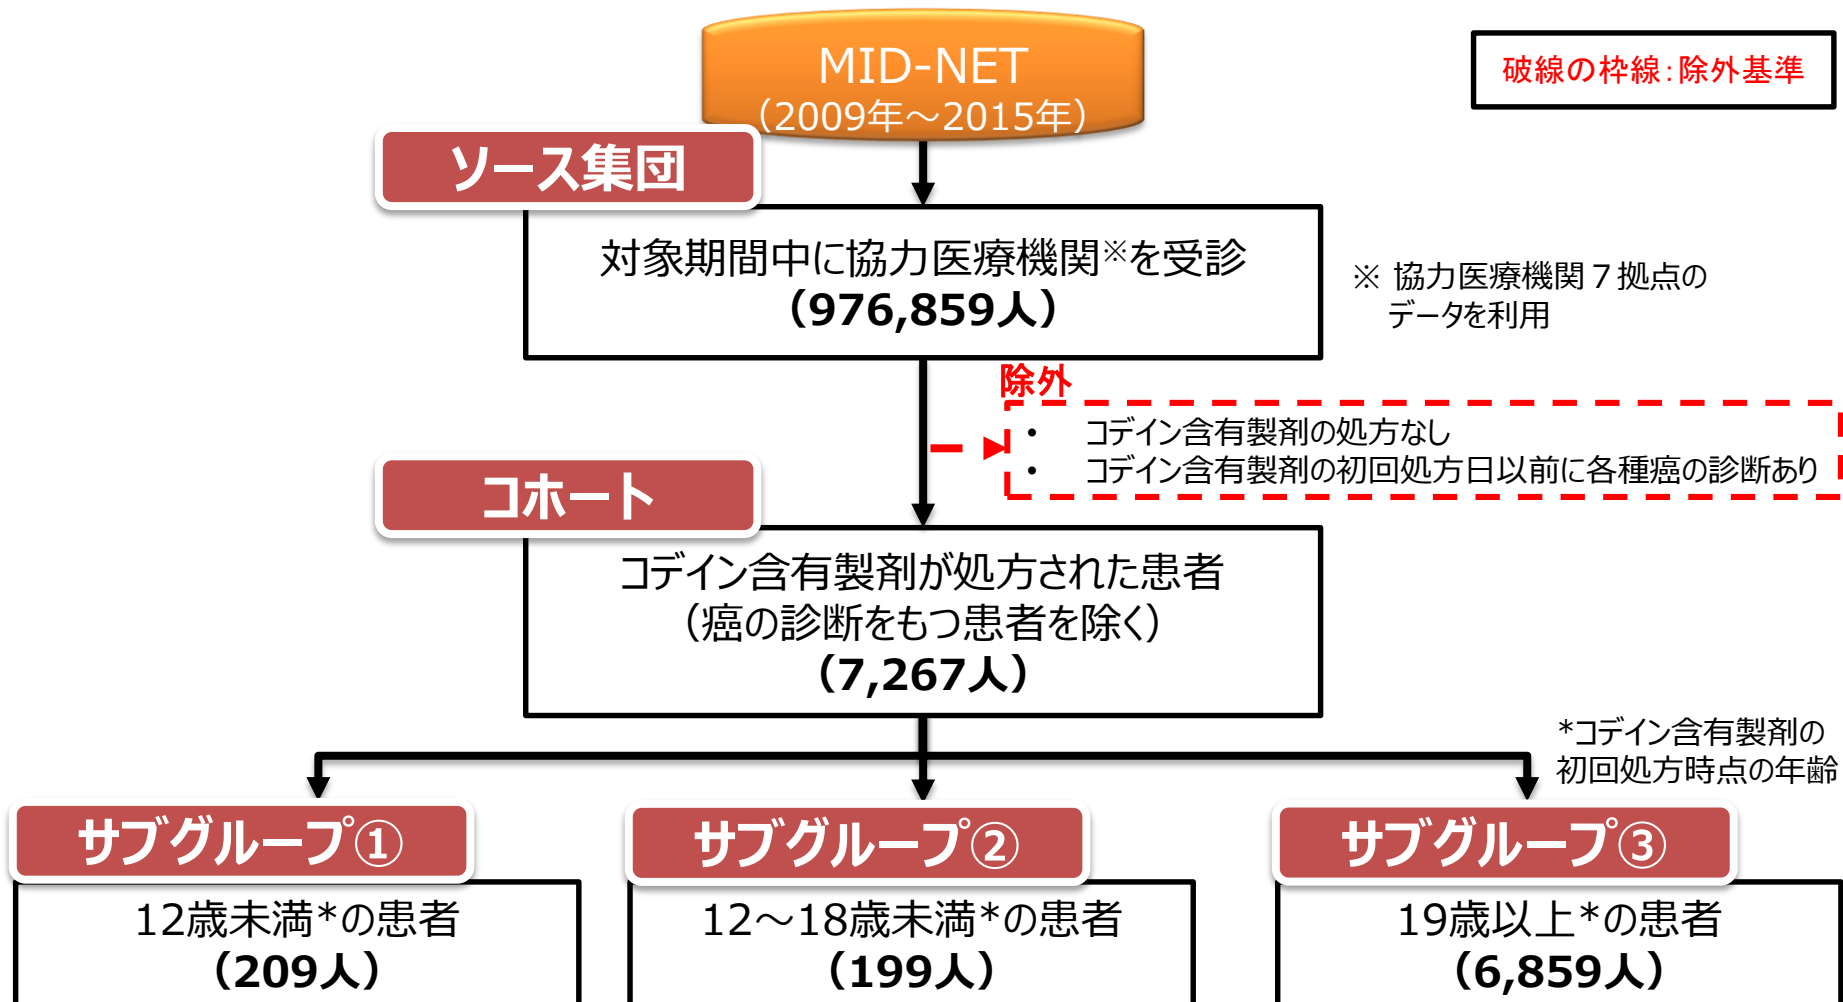 MID-NET
（2009年～2015年）
破線の枠線：除外基準
ソース集団
対象期間中に協力医療機関※を受診
（976,859人）
※ 協力医療機関７拠点の
データを利用
除外
• コデイン含有製剤の処方なし
• コデイン含有製剤の初回処方日以前に各種癌の診断あり
コホート
コデイン含有製剤が処方された患者
（癌の診断をもつ患者を除く）
（7,267人）
*コデイン含有製剤の
初回処方時点の年齢
サブグループ①
12歳未満*の患者
（209人）
サブグループ②
12～18歳未満*の患者
（199人）
サブグループ③
19歳以上*の患者
（6,859人）